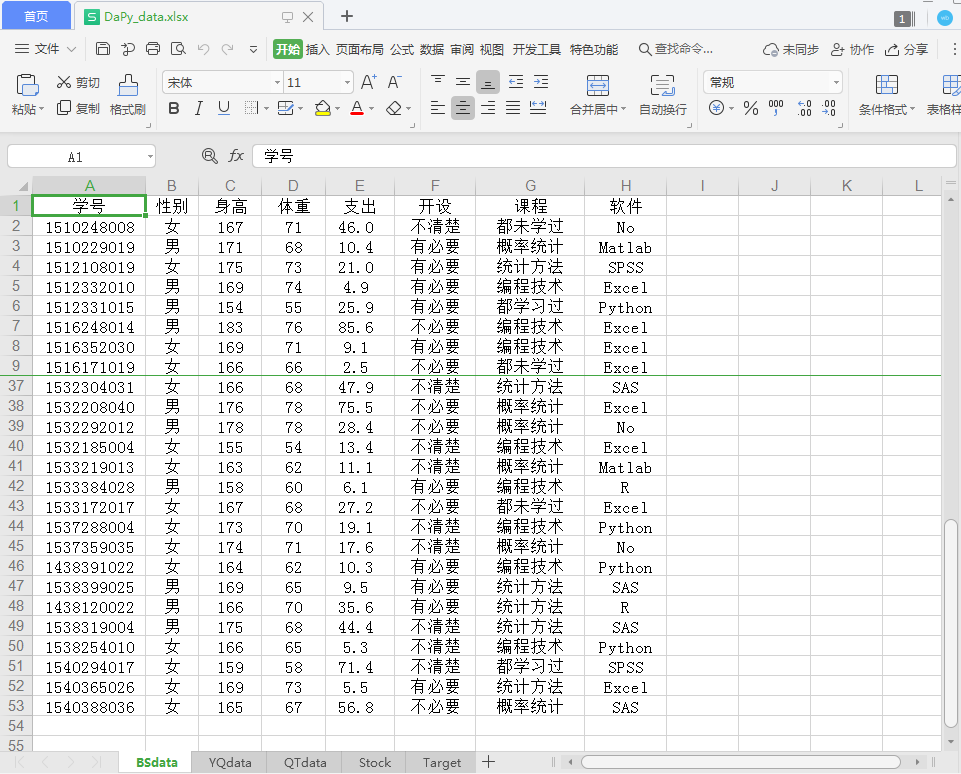 首页 DaPy_data.xlsx 1
文件 开始 插入 页面布局 公式 数据 审阅 视图 开发工具 特色功能 查找命令... 未同步 协作 分享
剪切 宋体 11 A⁺ A⁻ 常规
粘贴 复制 格式刷 B I U A 合并居中 自动换行 % 条件格式 表格样
A1 fx 学号
A B C D E F G H I J K L
1 学号 性别 身高 体重 支出 开设 课程 软件
2 1510248008 女 167 71 46.0 不清楚 都未学过 No
3 1510229019 男 171 68 10.4 有必要 概率统计 Matlab
4 1512108019 女 175 73 21.0 有必要 统计方法 SPSS
5 1512332010 男 169 74 4.9 有必要 编程技术 Excel
6 1512331015 男 154 55 25.9 有必要 都学习过 Python
7 1516248014 男 183 76 85.6 不必要 编程技术 Excel
8 1516352030 女 169 71 9.1 有必要 编程技术 Excel
9 1516171019 女 166 66 2.5 不必要 都未学过 Excel
37 1532304031 女 166 68 47.9 不清楚 统计方法 SAS
38 1532208040 男 176 78 75.5 不必要 概率统计 Excel
39 1532292012 男 178 78 28.4 不必要 概率统计 No
40 1532185004 女 155 54 13.4 不清楚 编程技术 Excel
41 1533219013 女 163 62 11.1 不清楚 概率统计 Matlab
42 1533384028 男 158 60 6.1 有必要 编程技术 R
43 1533172017 女 167 68 27.2 不必要 都未学过 Excel
44 1537288004 女 173 70 19.1 不清楚 编程技术 Python
45 1537359035 女 174 71 17.6 不清楚 概率统计 No
46 1438391022 女 164 62 10.3 有必要 编程技术 Python
47 1538399025 男 169 65 9.5 有必要 统计方法 SAS
48 1438120022 男 166 70 35.6 有必要 统计方法 R
49 1538319004 男 175 68 44.4 不清楚 统计方法 SAS
50 1538254010 女 166 65 5.3 不清楚 编程技术 Python
51 1540294017 女 159 58 71.4 不清楚 都学习过 SPSS
52 1540365026 女 169 73 5.5 有必要 统计方法 Excel
53 1540388036 女 165 67 56.8 不必要 概率统计 SAS
54
55
BSdata YQdata QTdata Stock Target